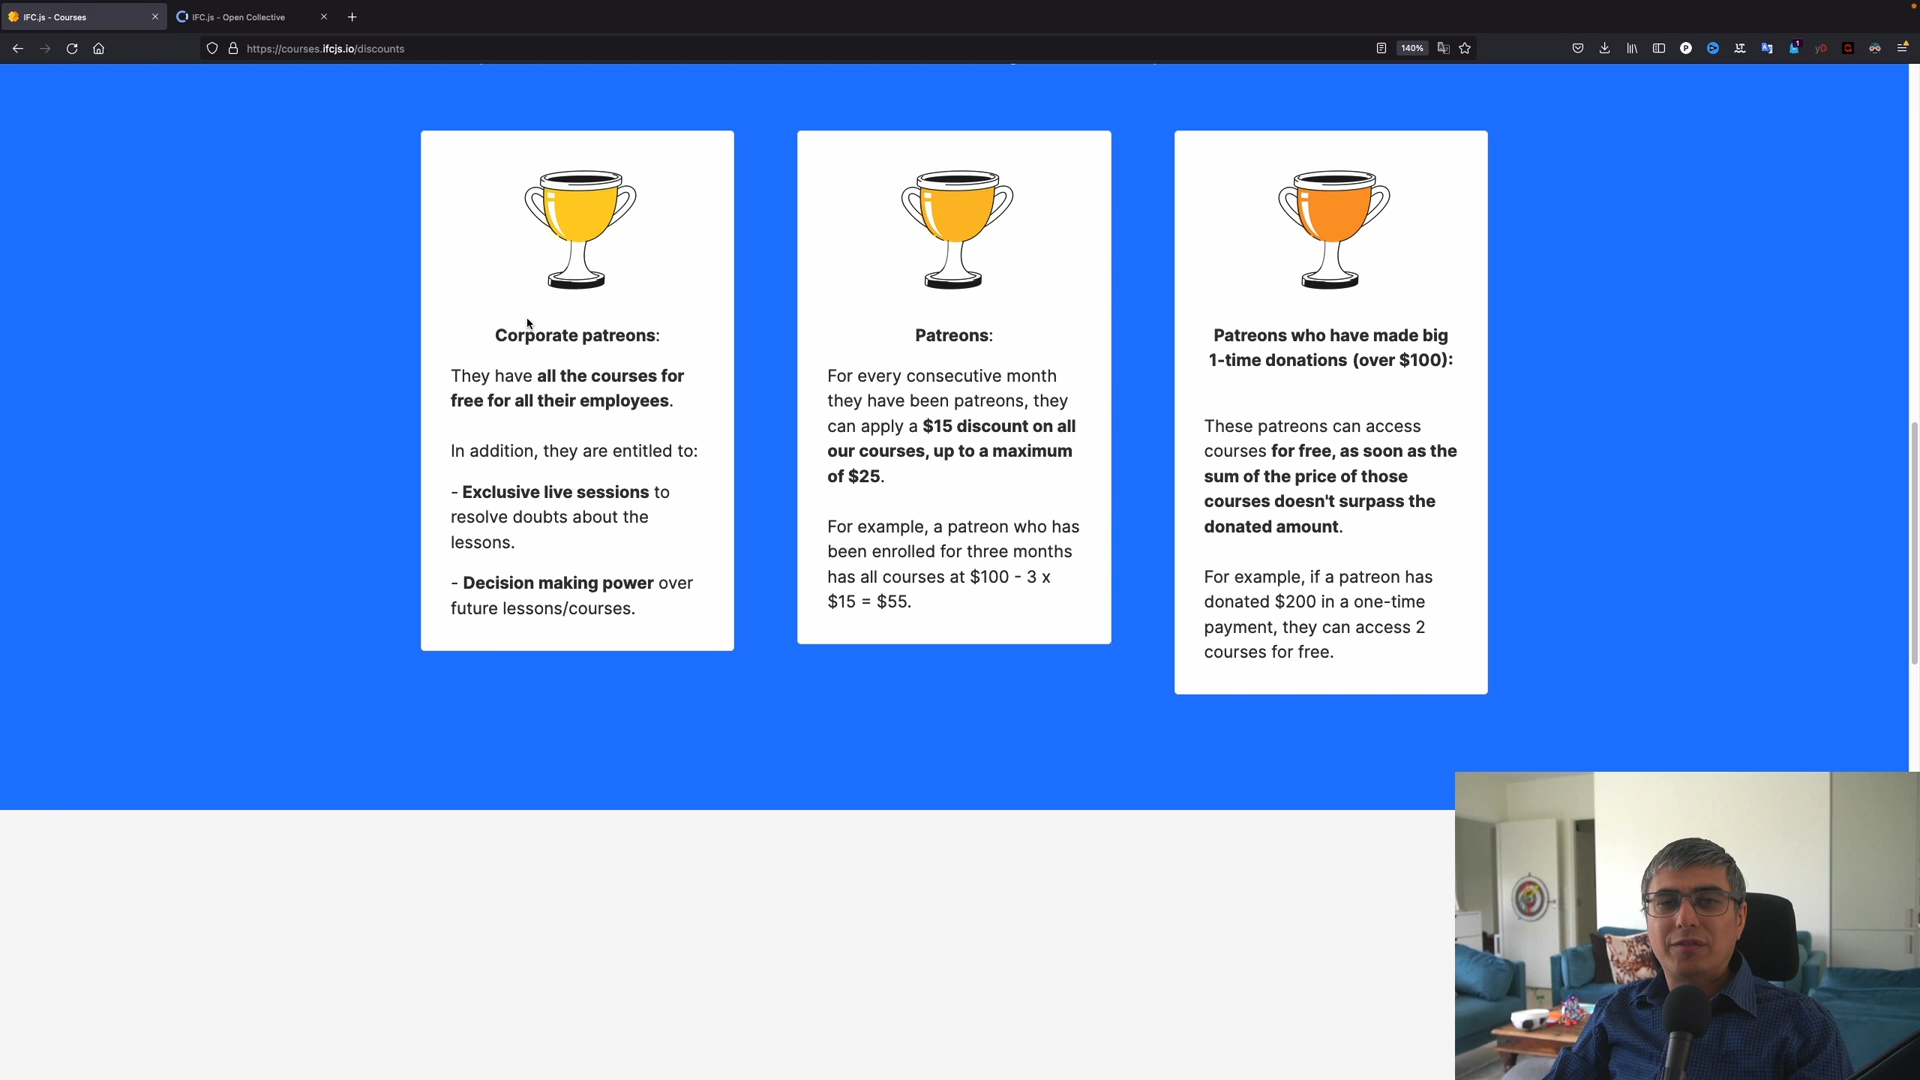 IFC.js - Courses
IFC.js - Open Collective
https://courses.ifcjs.io/discounts
140%
Corporate patreons:
They have all the courses for
free for all their employees.
In addition, they are entitled to:
- Exclusive live sessions to
resolve doubts about the
lessons.
- Decision making power over
future lessons/courses.
Patreons:
For every consecutive month
they have been patreons, they
can apply a $15 discount on all
our courses, up to a maximum
of $25.
For example, a patreon who has
been enrolled for three months
has all courses at $100 - 3 x
$15 = $55.
Patreons who have made big
1-time donations (over $100):
These patreons can access
courses for free, as soon as the
sum of the price of those
courses doesn't surpass the
donated amount.
For example, if a patreon has
donated $200 in a one-time
payment, they can access 2
courses for free.